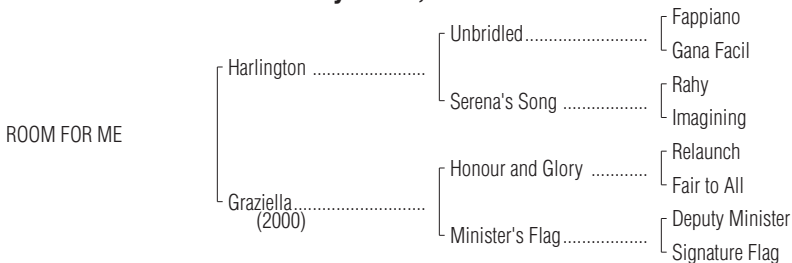 Unbridled.......................... Fappiano
Gana Facil
Harlington ........................
Serena's Song .................. Rahy
Imagining
ROOM FOR ME
Honour and Glory ............ Relaunch
Fair to All
Graziella............................
(2000)
Minister's Flag.................. Deputy Minister
Signature Flag